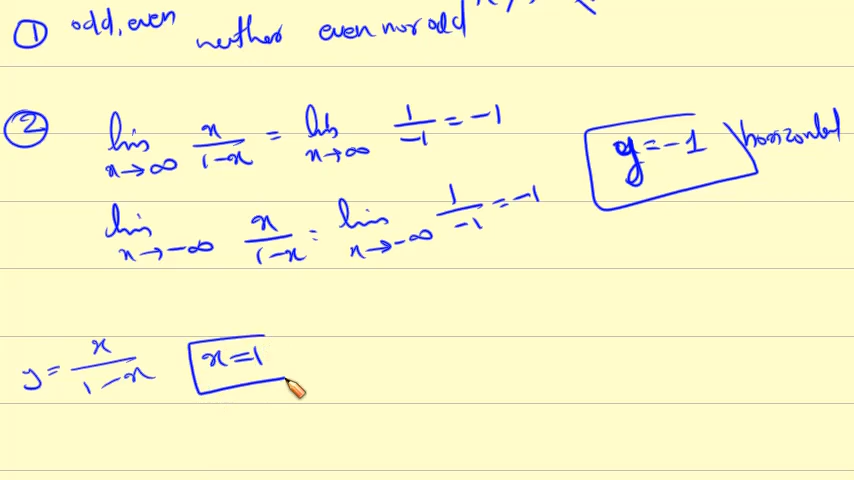 ① odd, even neither even nor odd
② lim x→∞ x/(1-x) = lim x→∞ 1/-1 = -1
y = -1 horizontal
lim x→-∞ x/(1-x) = lim x→-∞ 1/-1 = -1
y = x/(1-x) x=1